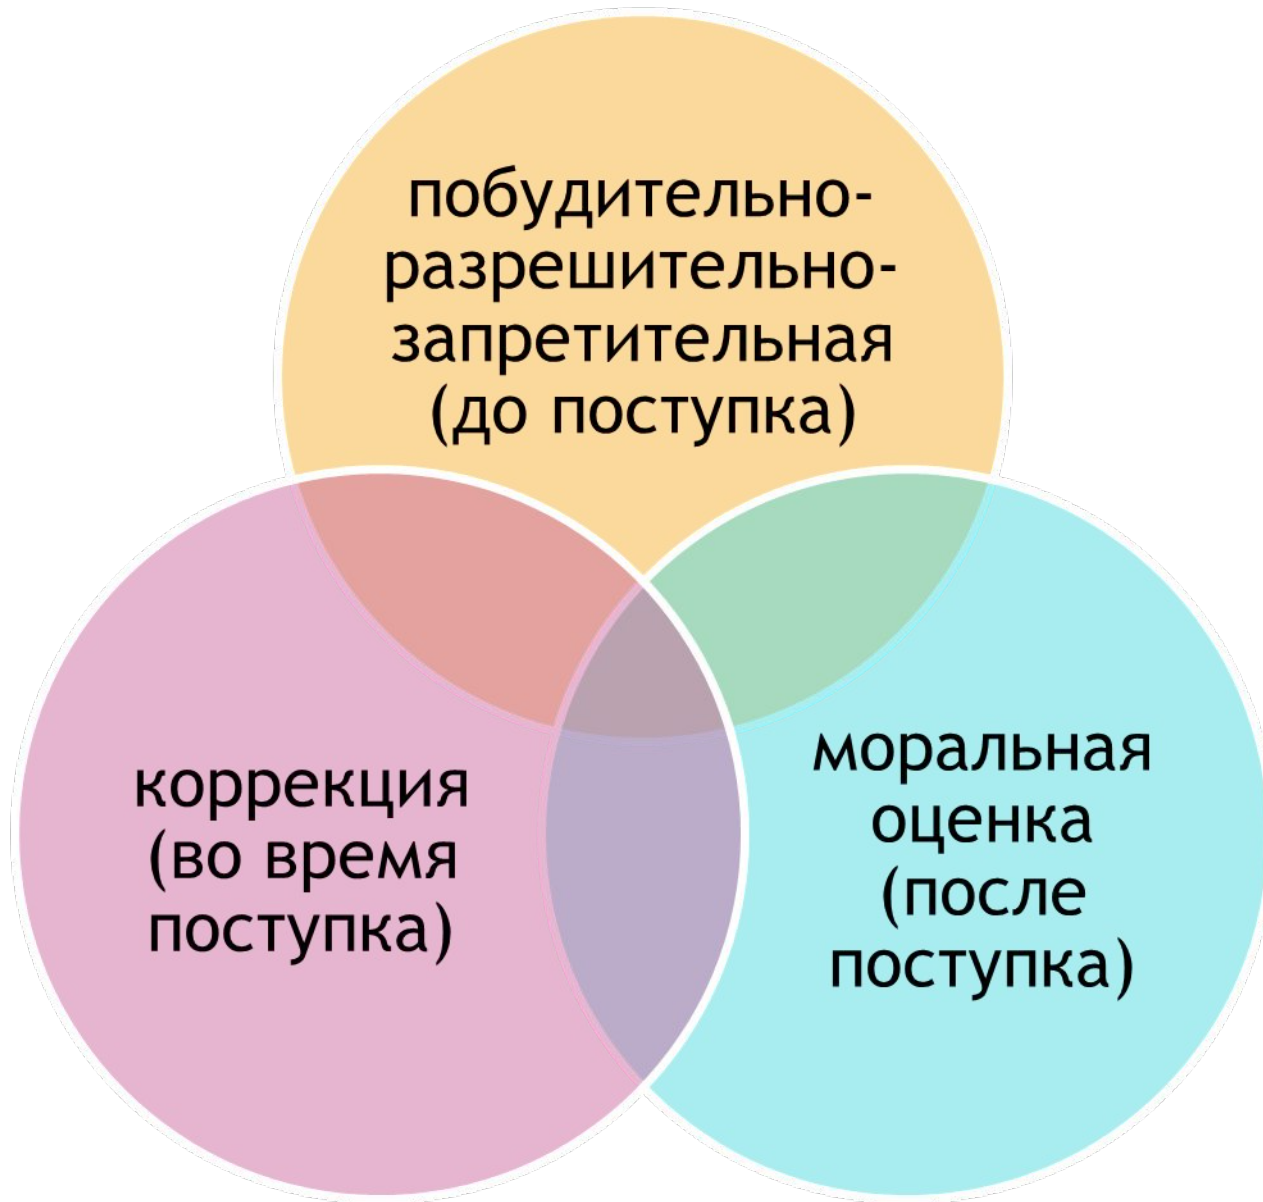 побудительно-
разрешительно-
запретительная
(до поступка)
коррекция
(во время
поступка)
моральная
оценка
(после
поступка)